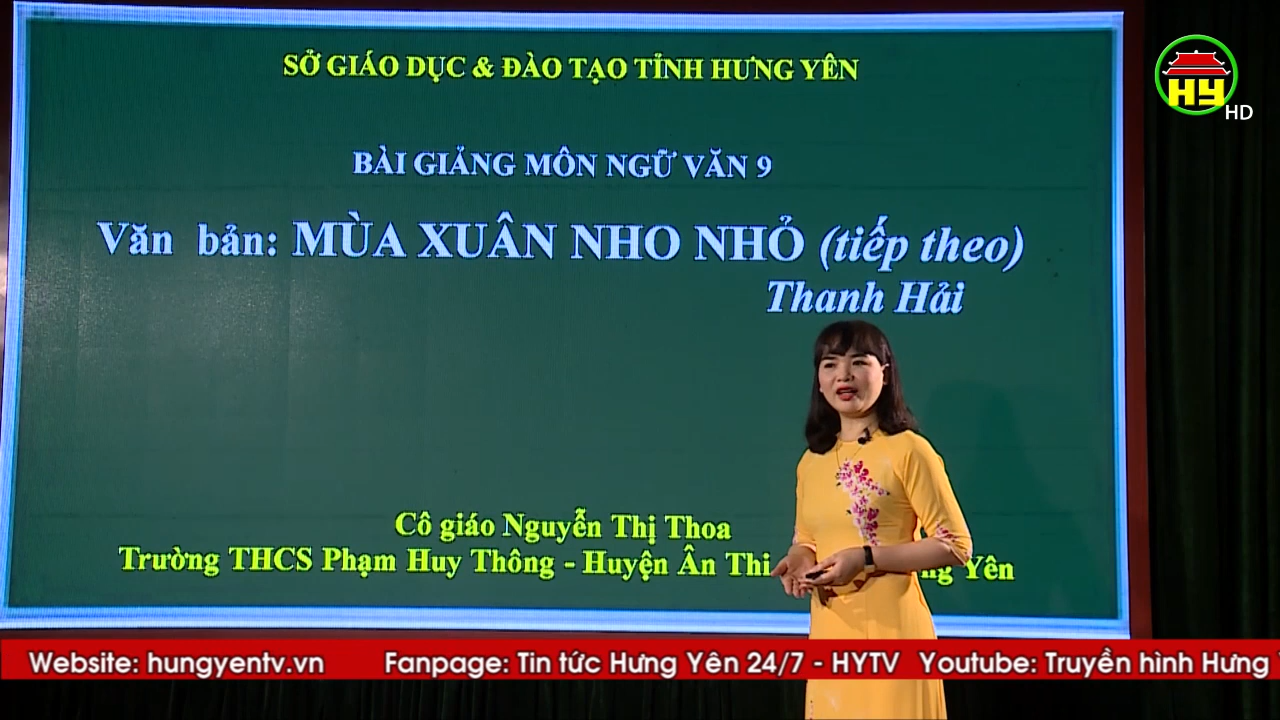 SỞ GIÁO DỤC & ĐÀO TẠO TỈNH HƯNG YÊN
HY
HD
BÀI GIẢNG MÔN NGỮ VĂN 9
Văn bản: MÙA XUÂN NHO NHỎ (tiếp theo)
Thanh Hải
Cô giáo Nguyễn Thị Thoa
Trường THCS Phạm Huy Thông - Huyện Ân Thi Yên
Website: hungyentv.vn Fanpage: Tin tức Hưng Yên 24/7 - HYTV Youtube: Truyền hình Hưng